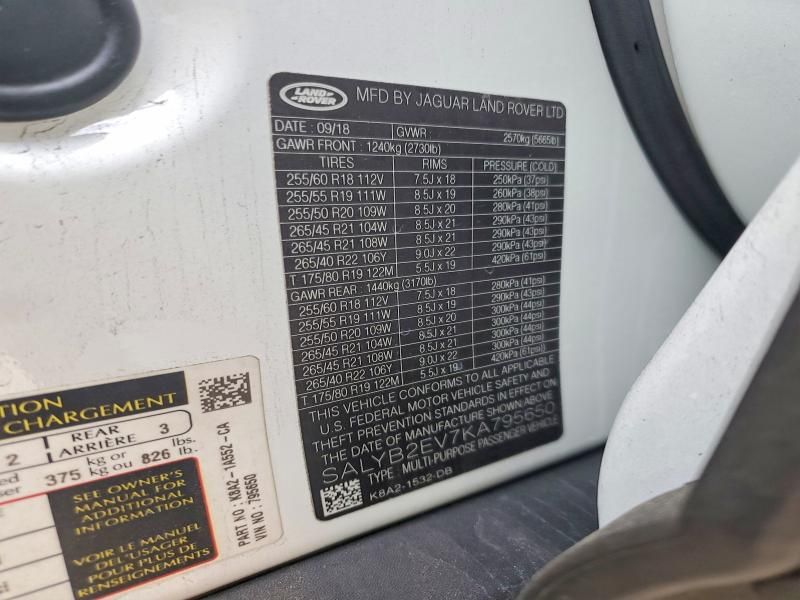 LAND ROVER
MFD BY JAGUAR LAND ROVER LTD
DATE : 09/18 GVWR : 2570kg (5665lb)
GAWR FRONT : 1240kg (2730lb)
TIRES RIMS PRESSURE (COLD)
255/60 R18 112V 7.5J x 18 250kPa (37psi)
255/55 R19 111W 8.5J x 19 260kPa (38psi)
255/50 R20 109W 8.5J x 20 280kPa (41psi)
265/45 R21 104W 8.5J x 21 290kPa (43psi)
265/45 R21 108W 8.5J x 21 290kPa (43psi)
265/40 R22 106Y 9.0J x 22 290kPa (43psi)
T 175/80 R19 122M 5.5J x 19 420kPa (61psi)
GAWR REAR : 1440kg (3170lb)
255/60 R18 112V 7.5J x 18 280kPa (41psi)
255/55 R19 111W 8.5J x 19 290kPa (43psi)
255/50 R20 109W 8.5J x 20 300kPa (44psi)
265/45 R21 104W 8.5J x 21 300kPa (44psi)
265/45 R21 108W 8.5J x 21 300kPa (44psi)
265/40 R22 106Y 9.0J x 22 300kPa (44psi)
T 175/80 R19 122M 5.5J x 19 420kPa (61psi)
THIS VEHICLE CONFORMS TO ALL APPLICABLE
U.S. FEDERAL MOTOR VEHICLE SAFETY AND
THEFT PREVENTION STANDARDS IN EFFECT ON
THE DATE OF MANUFACTURE SHOWN ABOVE
SALYB2EV7KA795650
TYPE : MULTI-PURPOSE PASSENGER VEHICLE
K8A2-1532-DB
TION
CHARGEMENT
2 REAR ARRIÈRE 3
375 kg or kg ou 826 lbs. lb.
SEE OWNER'S
MANUAL FOR
ADDITIONAL
INFORMATION
VOIR LE MANUEL
DE L'USAGER
POUR PLUS DE
RENSEIGNEMENTS
PART NO : K8A2-1A552-CA
VIN NO : 795650